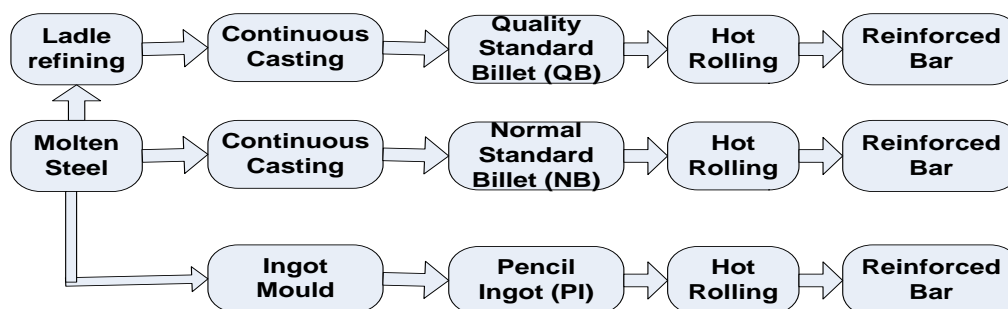 Ladle
refining
Continuous
Casting
Quality
Standard
Billet (QB)
Hot
Rolling
Reinforced
Bar
Molten
Steel
Continuous
Casting
Normal
Standard
Billet (NB)
Hot
Rolling
Reinforced
Bar
Ingot
Mould
Pencil
Ingot (PI)
Hot
Rolling
Reinforced
Bar